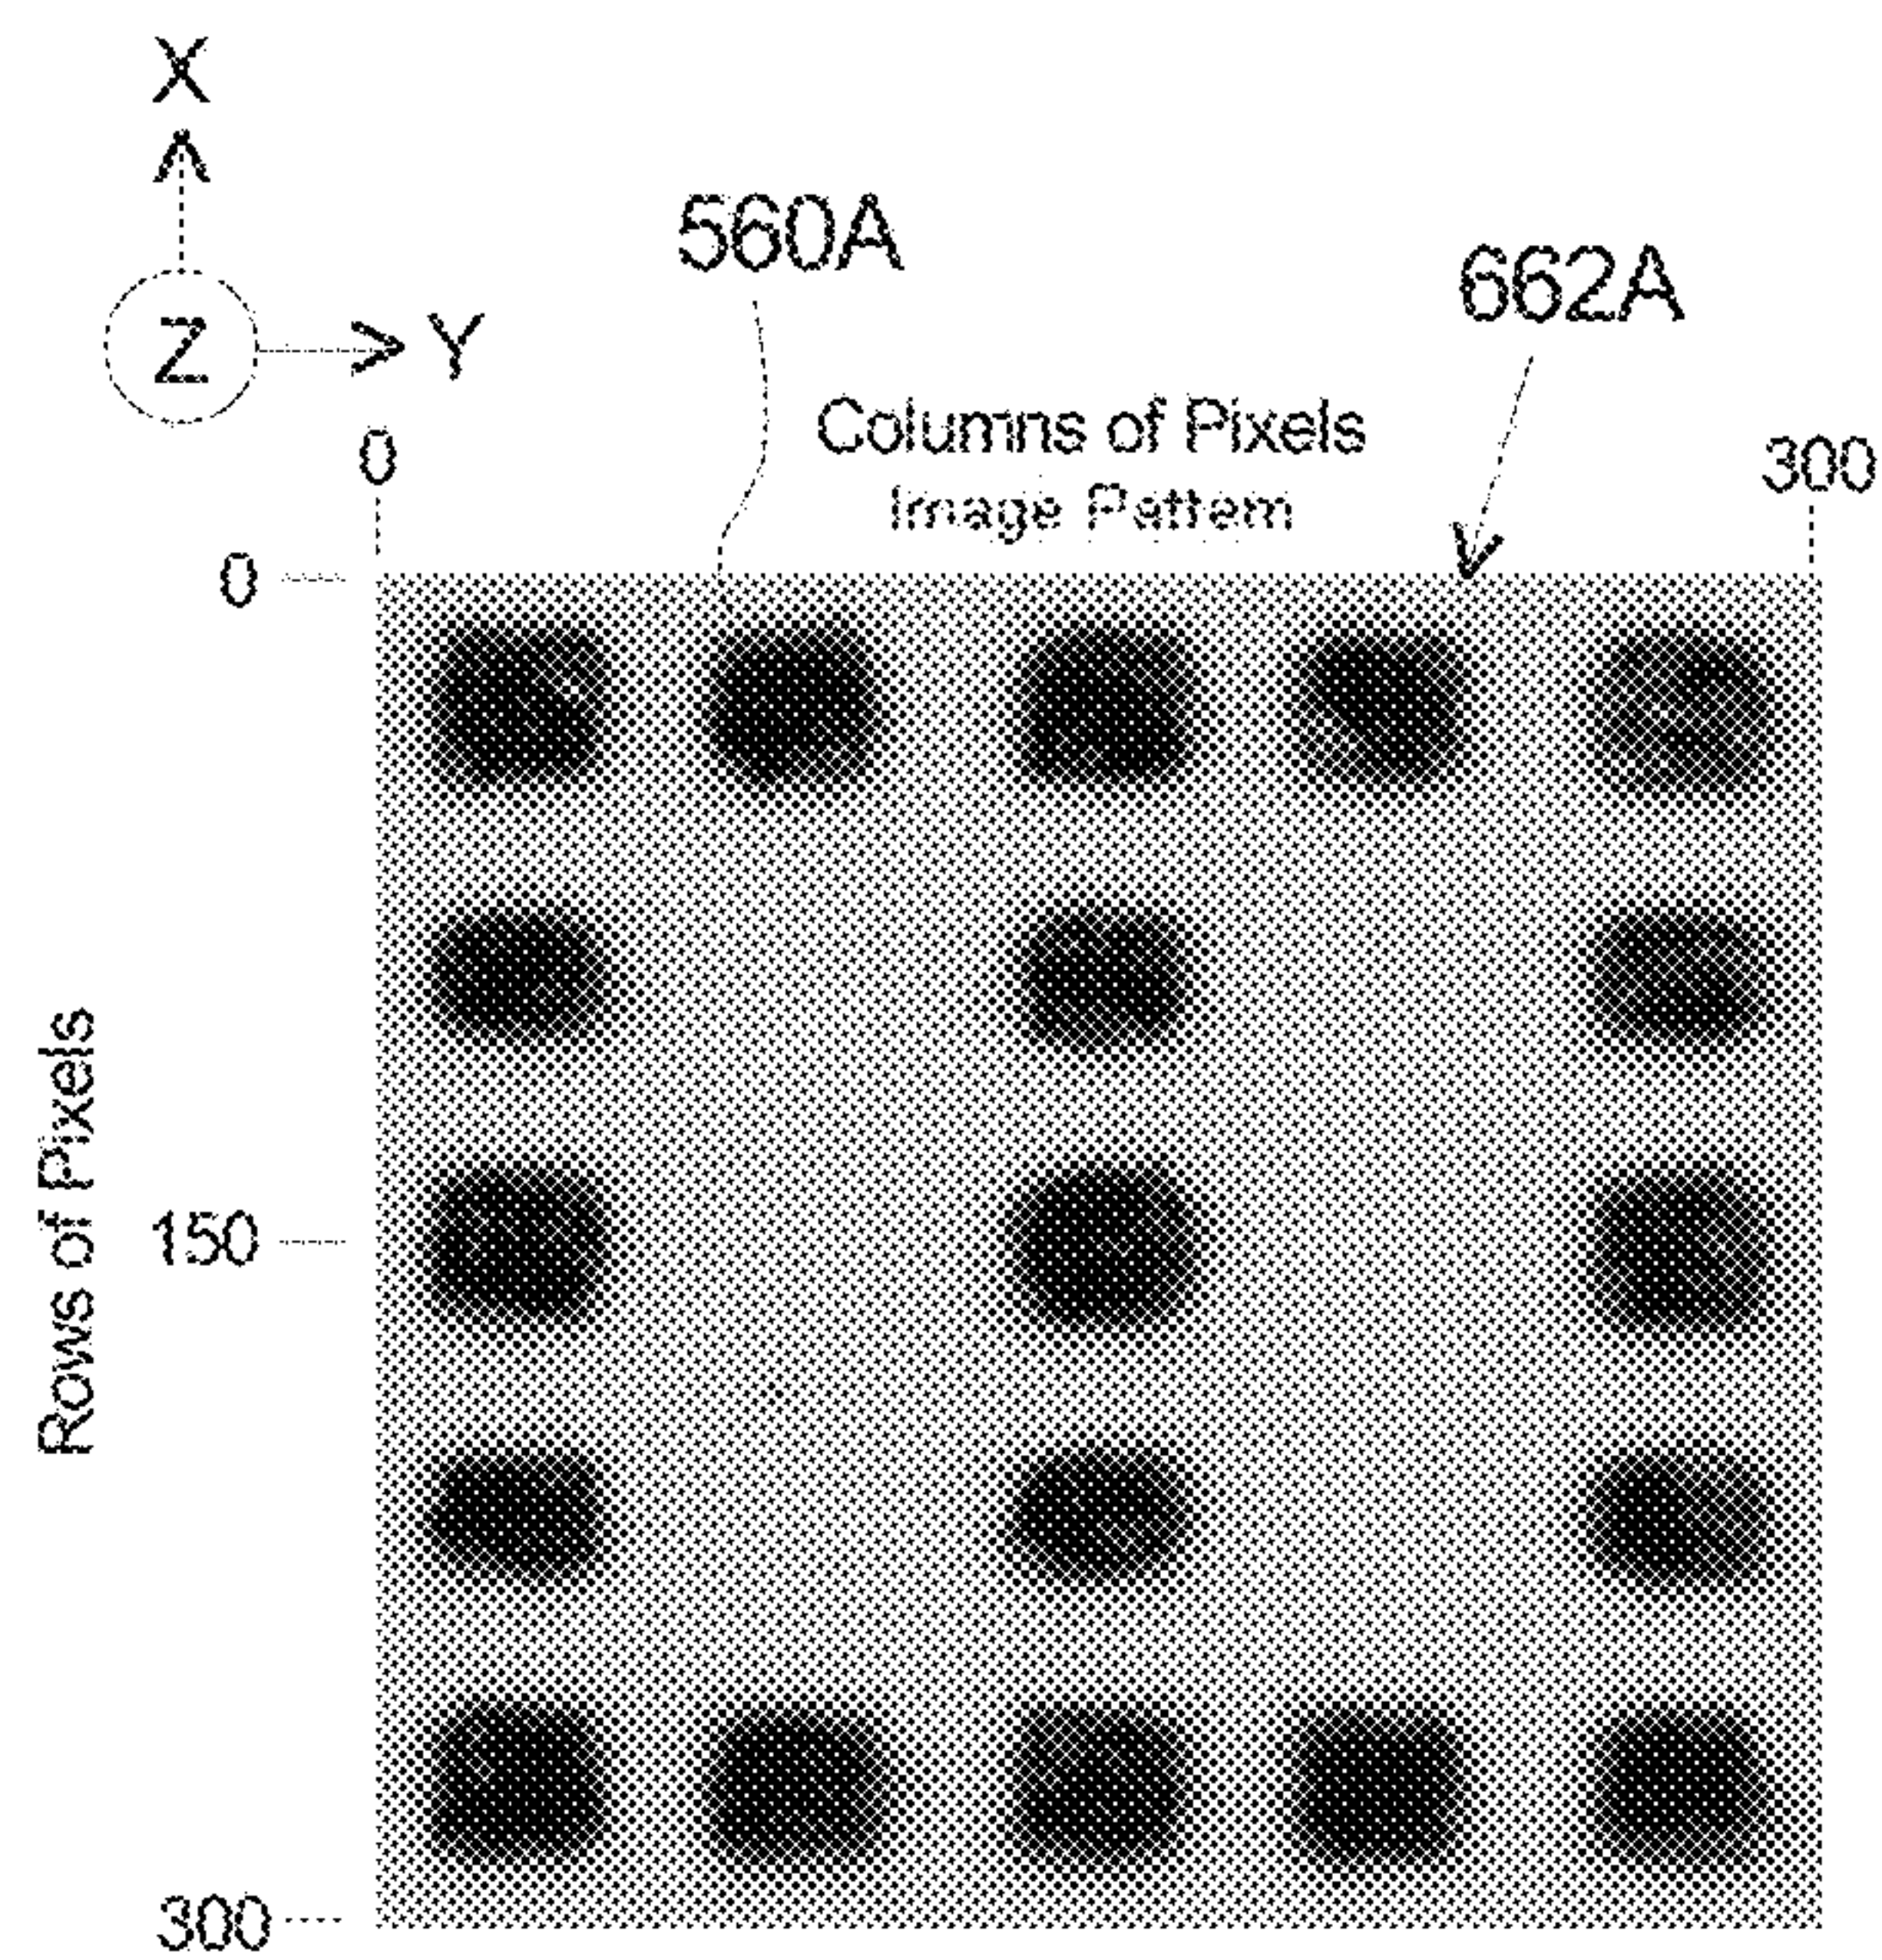 X
560A
662A
Z Y
Columns of Pixels
0
300
Image Pattern
0
Rows of Pixels
150
300